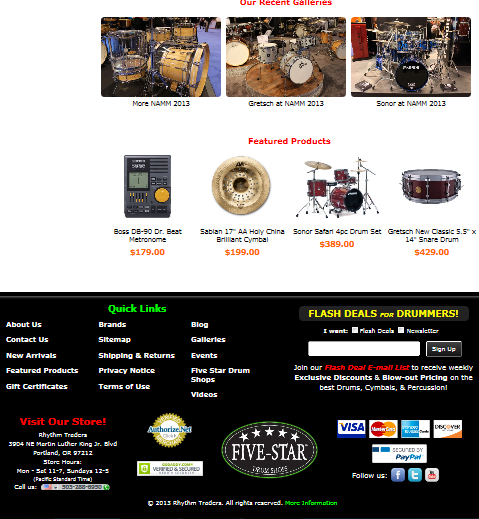 Our Recent Galleries
More NAMM 2013
Gretsch at NAMM 2013
Sonor at NAMM 2013
Featured Products
Boss DB-90 Dr. Beat
Metronome
$179.00
Sabian 17" AA Holy China
Brilliant Cymbal
$199.00
Sonor Safari 4pc Drum Set
$389.00
Gretsch New Classic 5.5" x
14" Snare Drum
$429.00
Quick Links
About Us
Contact Us
New Arrivals
Featured Products
Gift Certificates
Brands
Sitemap
Shipping & Returns
Privacy Notice
Terms of Use
Blog
Galleries
Events
Five Star Drum
Shops
Videos
FLASH DEALS FOR DRUMMERS!
I want: Flash Deals Newsletter
Sign Up
Join our Flash Deal E-mail List to receive weekly
Exclusive Discounts & Blow-out Pricing on the
best Drums, Cymbals, & Percussion!
Visit Our Store!
Rhythm Traders
3904 NE Martin Luther King Jr. Blvd
Portland, OR 97212
Store Hours:
Mon - Sat 11-7, Sundays 12-5
(Pacific Standard Time)
Call us: 503-288-6950
Authorize.Net
Click
GODADDY.COM
VERIFIED & SECURED
FIVE-STAR
DRUM SHOPS
VISA
MasterCard
DISCOVER
SECURED BY
PayPal
Follow us:
© 2013 Rhythm Traders. All rights reserved. More Information